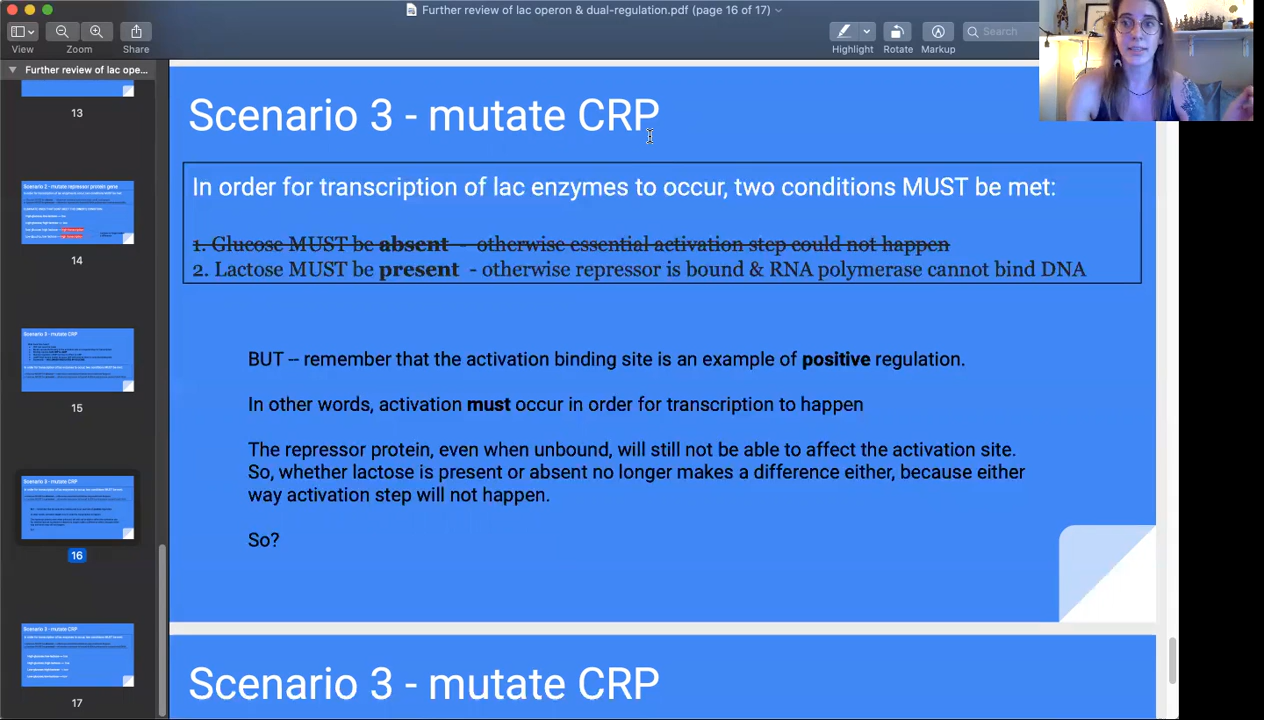 Further review of lac operon & dual-regulation.pdf (page 16 of 17)
View
Zoom
Share
Highlight
Rotate
Markup
Search
Further review of lac ope...
13
14
15
16
17
Scenario 3 - mutate CRP
In order for transcription of lac enzymes to occur, two conditions MUST be met:
1. Glucose MUST be absent - otherwise essential activation step could not happen
2. Lactose MUST be present - otherwise repressor is bound & RNA polymerase cannot bind DNA
BUT -- remember that the activation binding site is an example of positive regulation.
In other words, activation must occur in order for transcription to happen
The repressor protein, even when unbound, will still not be able to affect the activation site.
So, whether lactose is present or absent no longer makes a difference either, because either
way activation step will not happen.
So?
Scenario 3 - mutate CRP